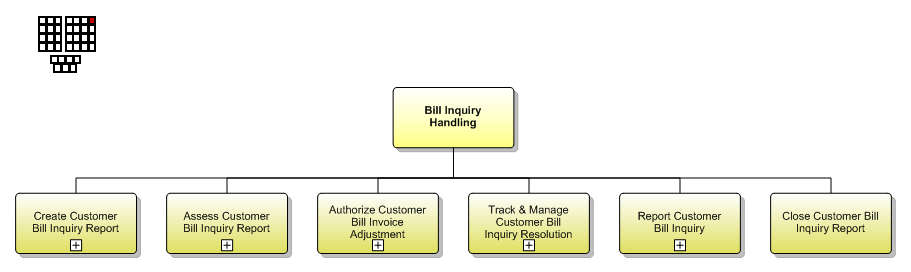 Bill Inquiry
Handling
Create Customer
Bill Inquiry Report
Assess Customer
Bill Inquiry Report
Authorize Customer
Bill Invoice
Adjustment
Track & Manage
Customer Bill
Inquiry Resolution
Report Customer
Bill Inquiry
Close Customer Bill
Inquiry Report